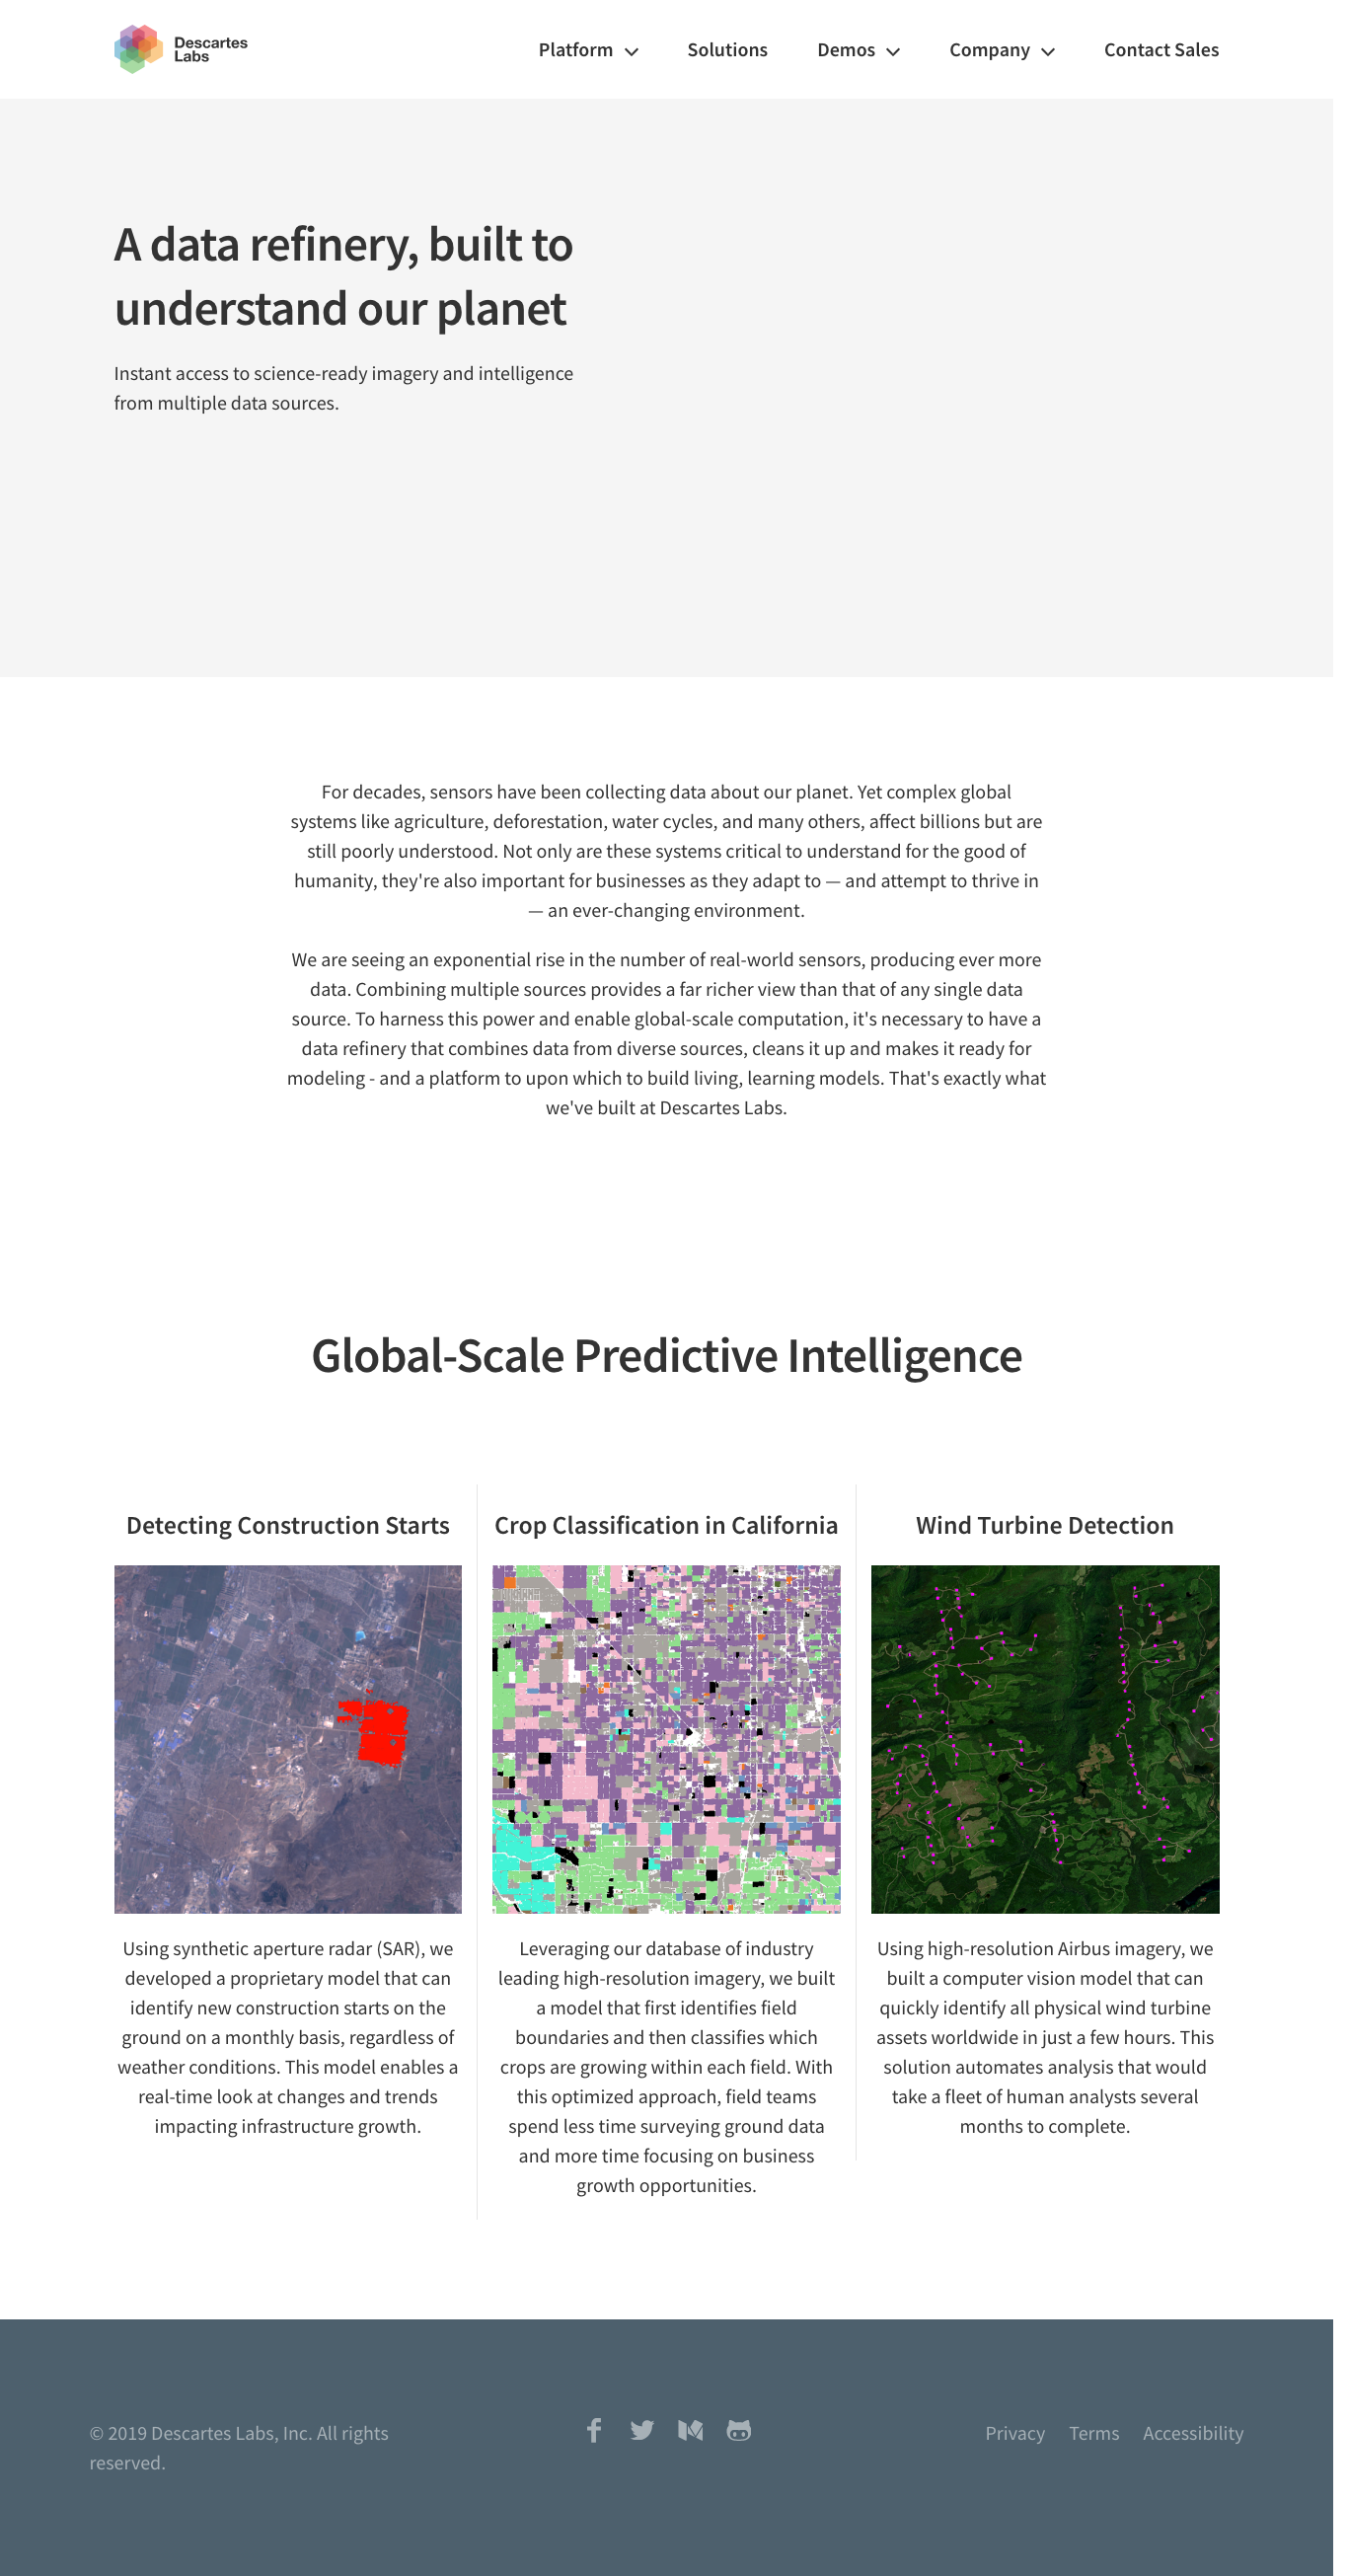 Descartes
Labs
Platform
Solutions
Demos
Company
Contact Sales
A data refinery, built to
understand our planet
Instant access to science-ready imagery and intelligence
from multiple data sources.
For decades, sensors have been collecting data about our planet. Yet complex global
systems like agriculture, deforestation, water cycles, and many others, affect billions but are
still poorly understood. Not only are these systems critical to understand for the good of
humanity, they're also important for businesses as they adapt to — and attempt to thrive in
— an ever-changing environment.
We are seeing an exponential rise in the number of real-world sensors, producing ever more
data. Combining multiple sources provides a far richer view than that of any single data
source. To harness this power and enable global-scale computation, it's necessary to have a
data refinery that combines data from diverse sources, cleans it up and makes it ready for
modeling - and a platform to upon which to build living, learning models. That's exactly what
we've built at Descartes Labs.
Global-Scale Predictive Intelligence
Detecting Construction Starts
Using synthetic aperture radar (SAR), we
developed a proprietary model that can
identify new construction starts on the
ground on a monthly basis, regardless of
weather conditions. This model enables a
real-time look at changes and trends
impacting infrastructure growth.
Crop Classification in California
Leveraging our database of industry
leading high-resolution imagery, we built
a model that first identifies field
boundaries and then classifies which
crops are growing within each field. With
this optimized approach, field teams
spend less time surveying ground data
and more time focusing on business
growth opportunities.
Wind Turbine Detection
Using high-resolution Airbus imagery, we
built a computer vision model that can
quickly identify all physical wind turbine
assets worldwide in just a few hours. This
solution automates analysis that would
take a fleet of human analysts several
months to complete.
© 2019 Descartes Labs, Inc. All rights
reserved.
Privacy
Terms
Accessibility